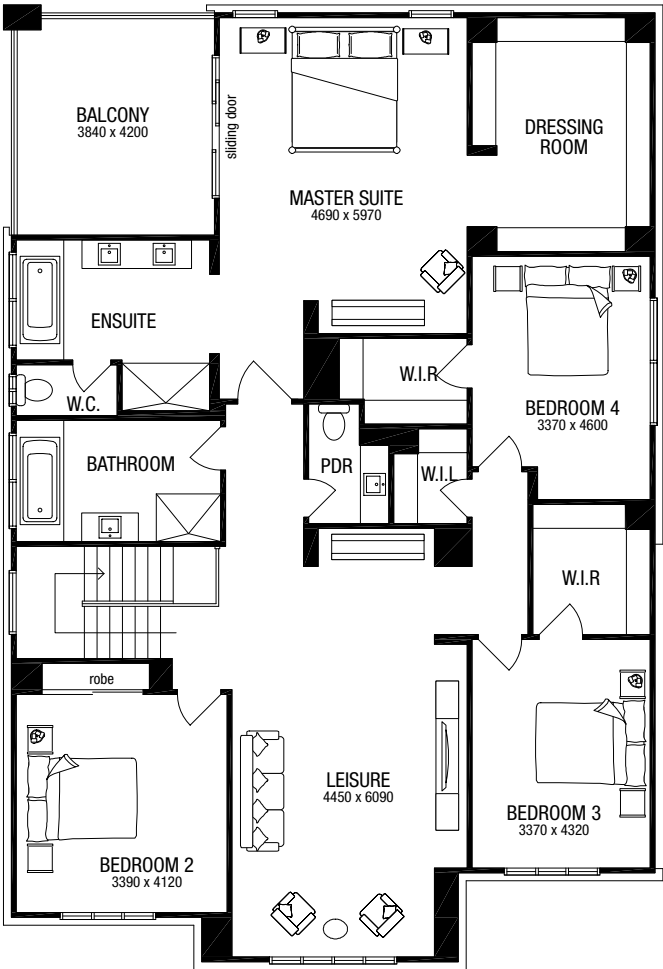 BALCONY
3840 x 4200
sliding door
MASTER SUITE
4690 x 5970
DRESSING
ROOM
ENSUITE
W.C.
W.I.R
BEDROOM 4
3370 x 4600
BATHROOM
PDR
W.I.L
W.I.R
robe
LEISURE
4450 x 6090
BEDROOM 3
3370 x 4320
BEDROOM 2
3390 x 4120